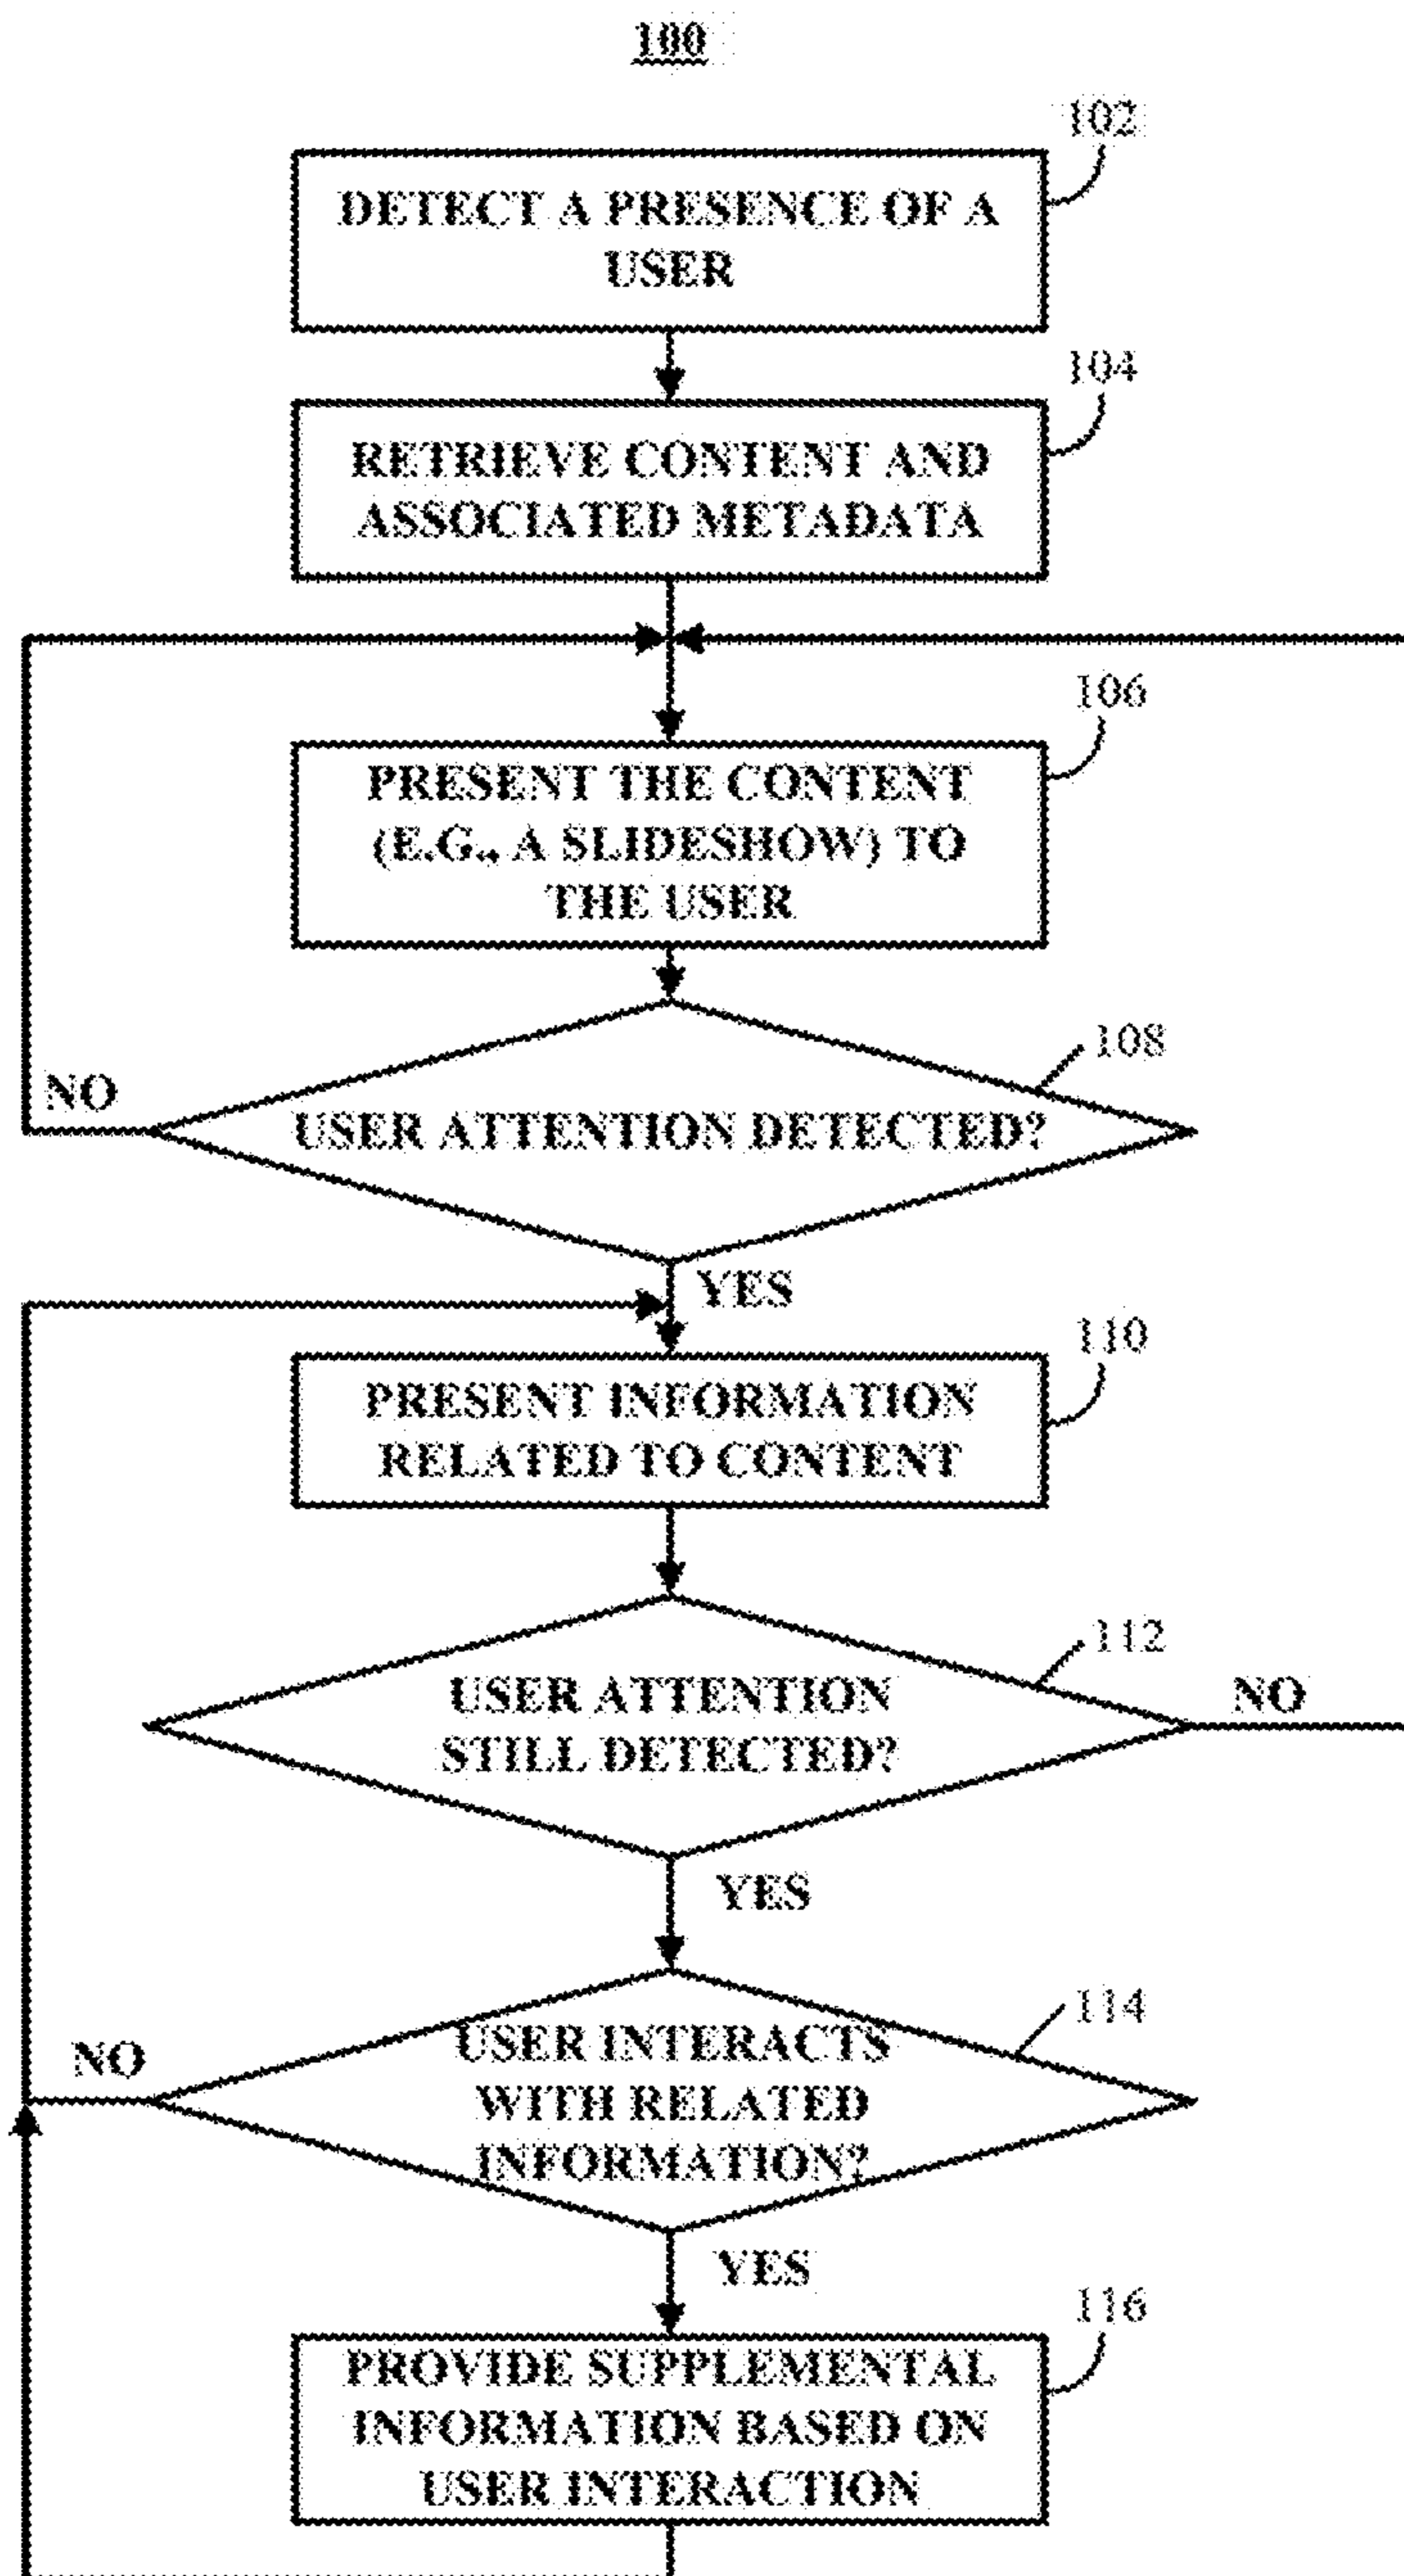 100
102
DETECT A PRESENCE OF A
USER
104
RETRIEVE CONTENT AND
ASSOCIATED METADATA
106
PRESENT THE CONTENT
(E.G., A SLIDESHOW) TO
THE USER
108
NO
USER ATTENTION DETECTED?
YES
110
PRESENT INFORMATION
RELATED TO CONTENT
112
USER ATTENTION
STILL DETECTED?
NO
YES
114
NO
USER INTERACTS
WITH RELATED
INFORMATION?
YES
116
PROVIDE SUPPLEMENTAL
INFORMATION BASED ON
USER INTERACTION